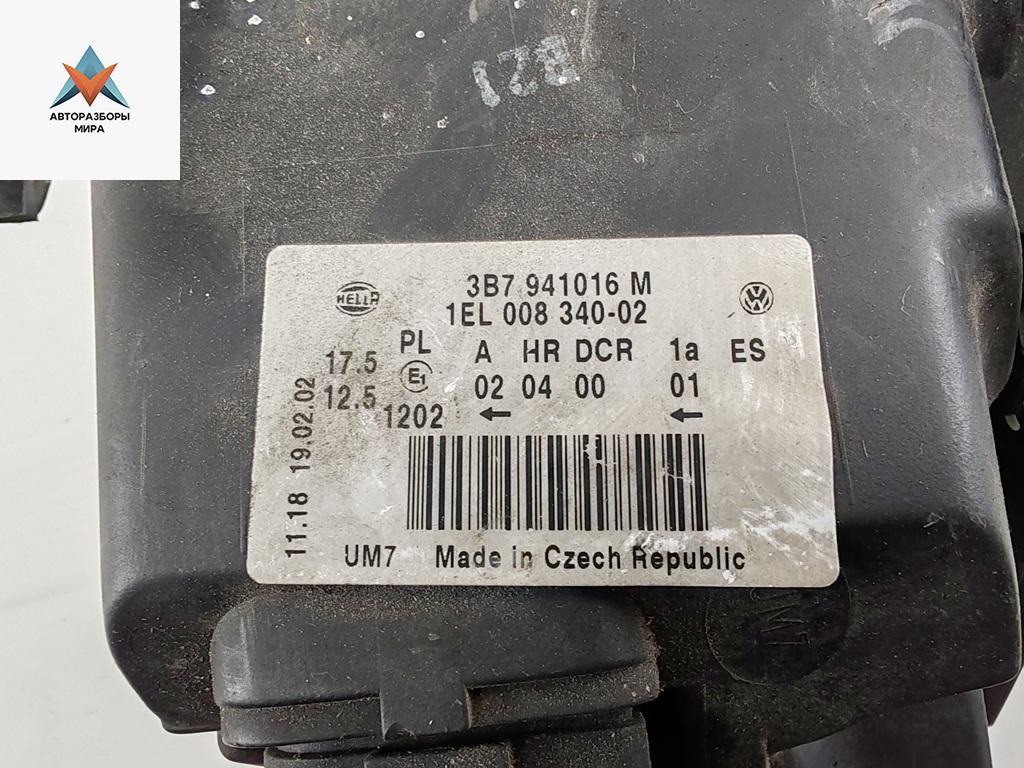 АВТОРАЗБОРЫ
МИРА
B21
HELLA
3B7 941016 M
1EL 008 340-02
VW
17.5 PL A HR DCR 1a ES
12.5 E1 02 04 00 01
1202 ← ←
11.18 19.02.02
UM7 Made in Czech Republic